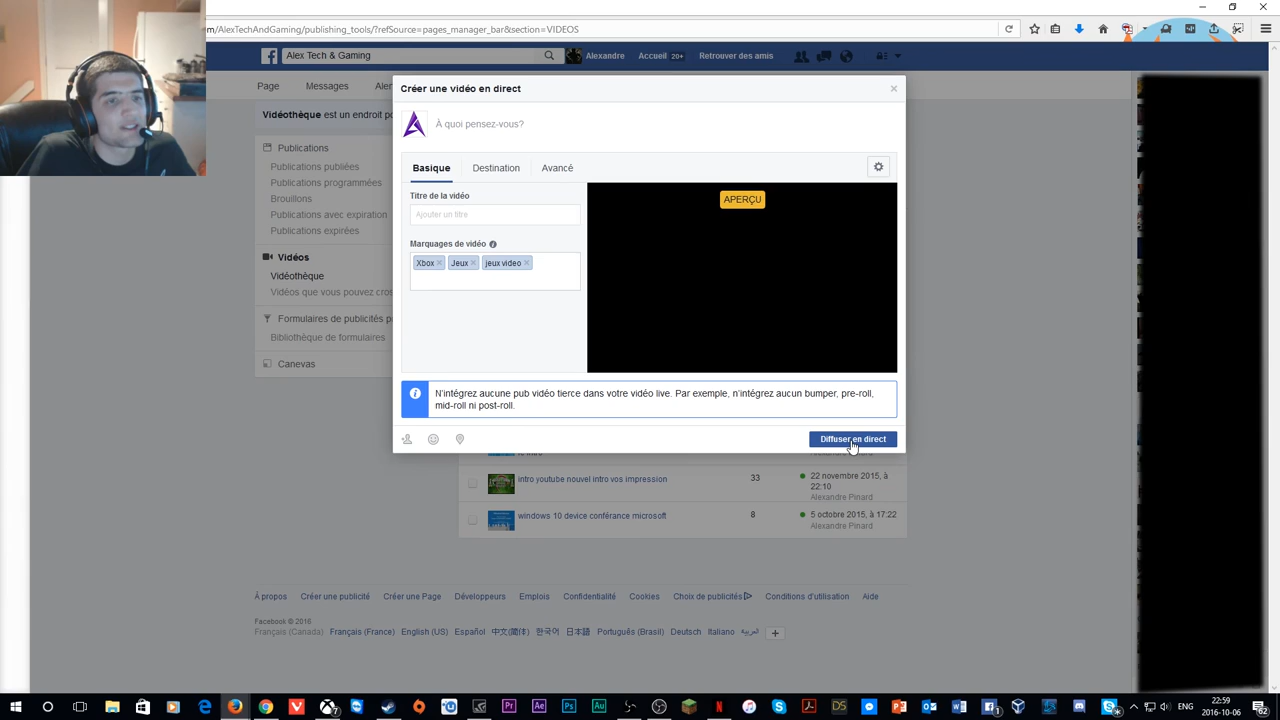 m/AlexTechAndGaming/publishing_tools/?refSource=pages_manager_bar&section=VIDEOS
Alex Tech & Gaming
Alexandre
Accueil 20+
Retrouver des amis
Page
Messages
Vidéothèque est un endroit
Publications
Publications publiées
Publications programmées
Brouillons
Publications avec expiration
Publications expirées
Vidéos
Vidéothèque
Vidéos que vous pouvez
Formulaires de publicités
Bibliothèque de formulaires
Canevas
Créer une vidéo en direct
À quoi pensez-vous?
Basique
Destination
Avancé
Titre de la vidéo
Ajouter un titre
Marquages de vidéo
Xbox
Jeux
jeux video
APERÇU
N'intégrez aucune pub vidéo tierce dans votre vidéo live. Par exemple, n'intégrez aucun bumper, pre-roll,
mid-roll ni post-roll.
Diffuser en direct
intro youtube nouvel intro vos impression
33
22 novembre 2015, à
22:10
Alexandre Pinard
windows 10 device conférance microsoft
8
5 octobre 2015, à 17:22
Alexandre Pinard
À propos
Créer une publicité
Créer une Page
Développeurs
Emplois
Confidentialité
Cookies
Choix de publicités
Conditions d'utilisation
Aide
Facebook © 2016
Français (Canada)
Français (France)
English (US)
Español
中文(简体)
한국어
日本語
Português (Brasil)
Deutsch
Italiano
العربية
ENG
22:59
2016-10-06
62